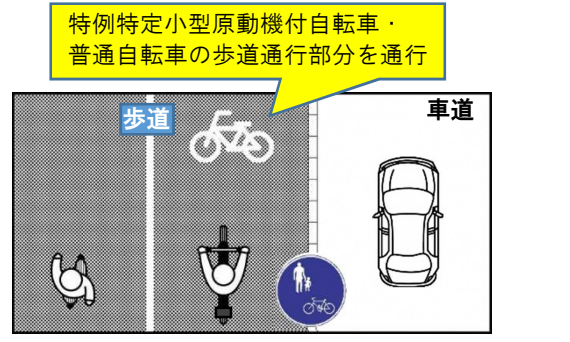 特例特定小型原動機付自転車・
普通自転車の歩道通行部分を通行
歩道
車道